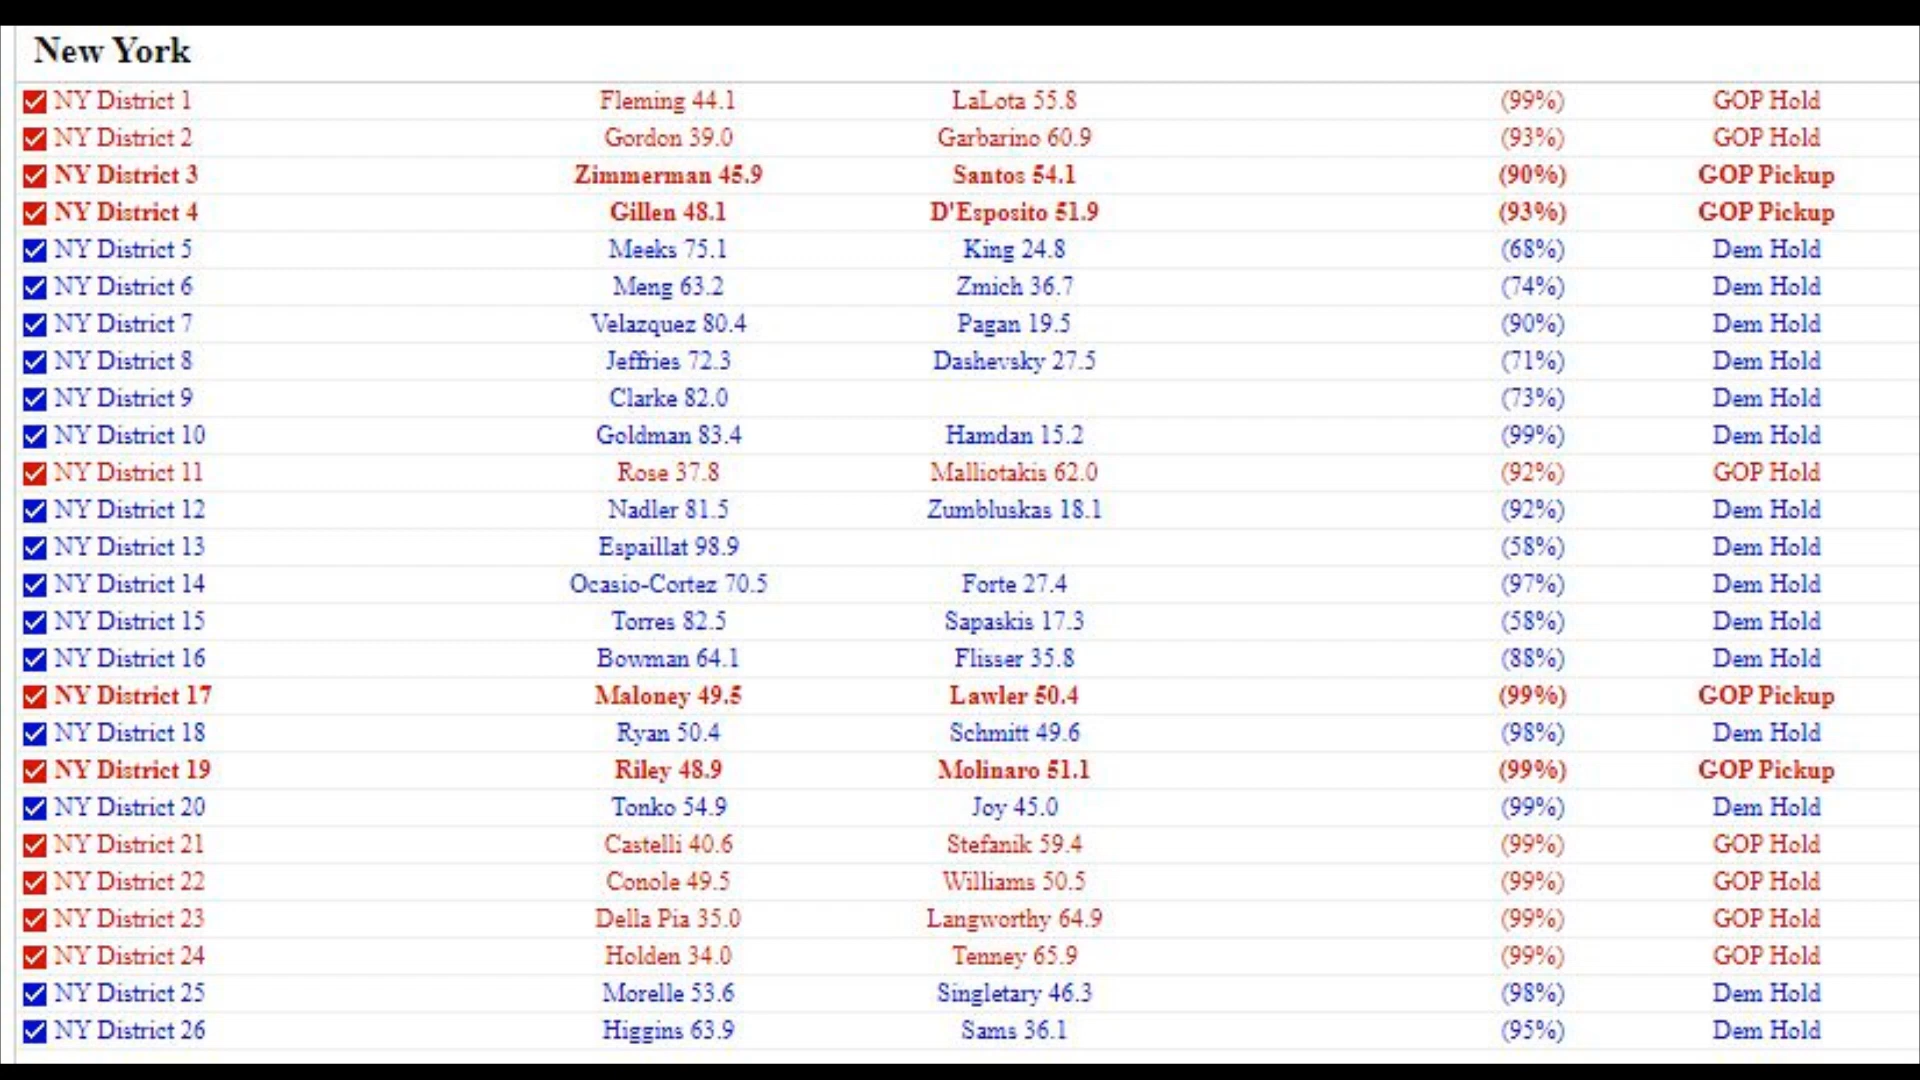 New York
NY District 1 Fleming 44.1 LaLota 55.8 (99%) GOP Hold
NY District 2 Gordon 39.0 Garbarino 60.9 (93%) GOP Hold
NY District 3 Zimmerman 45.9 Santos 54.1 (90%) GOP Pickup
NY District 4 Gillen 48.1 D'Esposito 51.9 (93%) GOP Pickup
NY District 5 Meeks 75.1 King 24.8 (68%) Dem Hold
NY District 6 Meng 63.2 Zmich 36.7 (74%) Dem Hold
NY District 7 Velazquez 80.4 Pagan 19.5 (90%) Dem Hold
NY District 8 Jeffries 72.3 Dashevsky 27.5 (71%) Dem Hold
NY District 9 Clarke 82.0 (73%) Dem Hold
NY District 10 Goldman 83.4 Hamdan 15.2 (99%) Dem Hold
NY District 11 Rose 37.8 Malliotakis 62.0 (92%) GOP Hold
NY District 12 Nadler 81.5 Zumbluskas 18.1 (92%) Dem Hold
NY District 13 Espaillat 98.9 (58%) Dem Hold
NY District 14 Ocasio-Cortez 70.5 Forte 27.4 (97%) Dem Hold
NY District 15 Torres 82.5 Sapaskis 17.3 (58%) Dem Hold
NY District 16 Bowman 64.1 Flisser 35.8 (88%) Dem Hold
NY District 17 Maloney 49.5 Lawler 50.4 (99%) GOP Pickup
NY District 18 Ryan 50.4 Schmitt 49.6 (98%) Dem Hold
NY District 19 Riley 48.9 Molinaro 51.1 (99%) GOP Pickup
NY District 20 Tonko 54.9 Joy 45.0 (99%) Dem Hold
NY District 21 Castelli 40.6 Stefanik 59.4 (99%) GOP Hold
NY District 22 Conole 49.5 Williams 50.5 (99%) GOP Hold
NY District 23 Della Pia 35.0 Langworthy 64.9 (99%) GOP Hold
NY District 24 Holden 34.0 Tenney 65.9 (99%) GOP Hold
NY District 25 Morelle 53.6 Singletary 46.3 (98%) Dem Hold
NY District 26 Higgins 63.9 Sams 36.1 (95%) Dem Hold